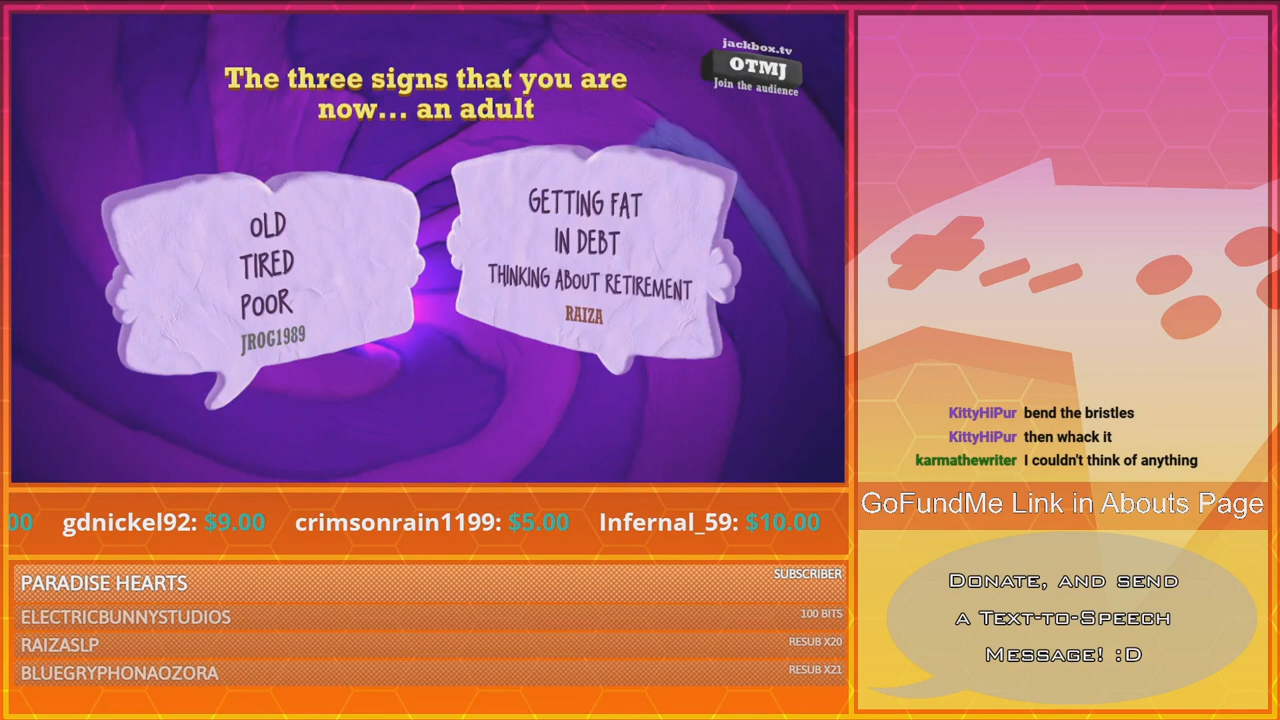 jackbox.tv
OTMJ
Join the audience
The three signs that you are
now... an adult
OLD
TIRED
POOR
JROG1989
GETTING FAT
IN DEBT
THINKING ABOUT RETIREMENT
RAIZA
KittyHiPur bend the bristles
KittyHiPur then whack it
karmathewriter I couldn't think of anything
GoFundMe Link in Abouts Page
00 gdnickel92: $9.00 crimsonrain1199: $5.00 Infernal_59: $10.00
PARADISE HEARTS SUBSCRIBER
ELECTRICBUNNYSTUDIOS 100 BITS
RAIZASLP RESUB X20
BLUEGRYPHONAOZORA RESUB X21
Donate, and send
a Text-to-Speech
Message! :D